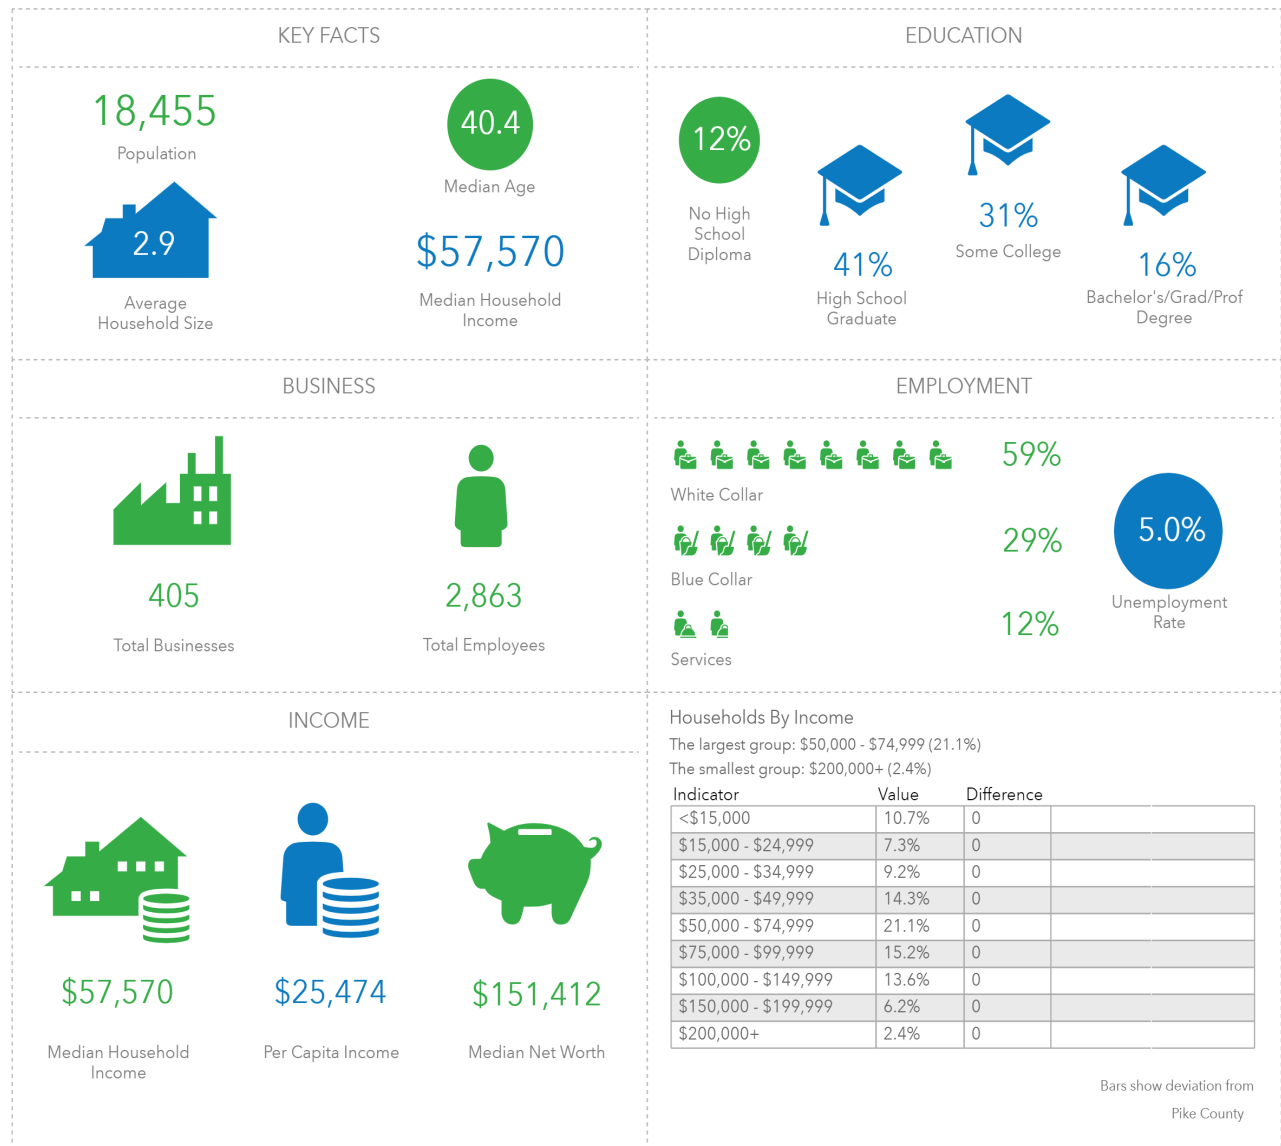 KEY FACTS
18,455
Population
40.4
Median Age
2.9
Average
Household Size
$57,570
Median Household
Income
EDUCATION
12%
No High
School
Diploma
41%
High School
Graduate
31%
Some College
16%
Bachelor's/Grad/Prof
Degree
BUSINESS
405
Total Businesses
2,863
Total Employees
EMPLOYMENT
59%
White Collar
29%
Blue Collar
12%
Services
5.0%
Unemployment
Rate
INCOME
$57,570
Median Household
Income
$25,474
Per Capita Income
$151,412
Median Net Worth
Households By Income
The largest group: $50,000 - $74,999 (21.1%)
The smallest group: $200,000+ (2.4%)
Indicator Value Difference
<$15,000 10.7% 0
$15,000 - $24,999 7.3% 0
$25,000 - $34,999 9.2% 0
$35,000 - $49,999 14.3% 0
$50,000 - $74,999 21.1% 0
$75,000 - $99,999 15.2% 0
$100,000 - $149,999 13.6% 0
$150,000 - $199,999 6.2% 0
$200,000+ 2.4% 0
Bars show deviation from
Pike County